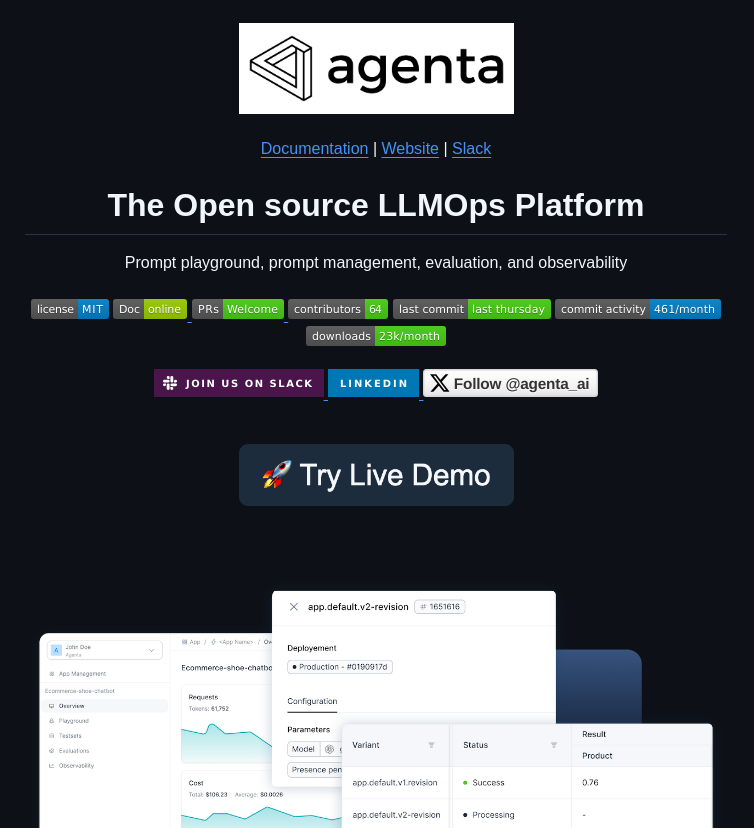 agenta
Documentation | Website | Slack
The Open source LLMOps Platform
Prompt playground, prompt management, evaluation, and observability
license MIT Doc online PRs Welcome contributors 64 last commit last thursday commit activity 461/month
downloads 23k/month
JOIN US ON SLACK LINKEDIN Follow @agenta_ai
🚀 Try Live Demo
app.default.v2-revision # 1651616
A John Doe
Agenta
App / <App Name> / Ov
App Management
Ecommerce-shoe-chatbot
Overview
Playground
Testsets
Evaluations
Observability
Ecommerce-shoe-chatbo
Requests
Tokens: 61,752
Cost
Total: $106.23 Average: $0.0026
Deployement
Production - #0190917d
Configuration
Parameters
Model
Presence pen
Variant Status Result
Product
app.default.v1.revision Success 0.76
app.default.v2-revision Processing -